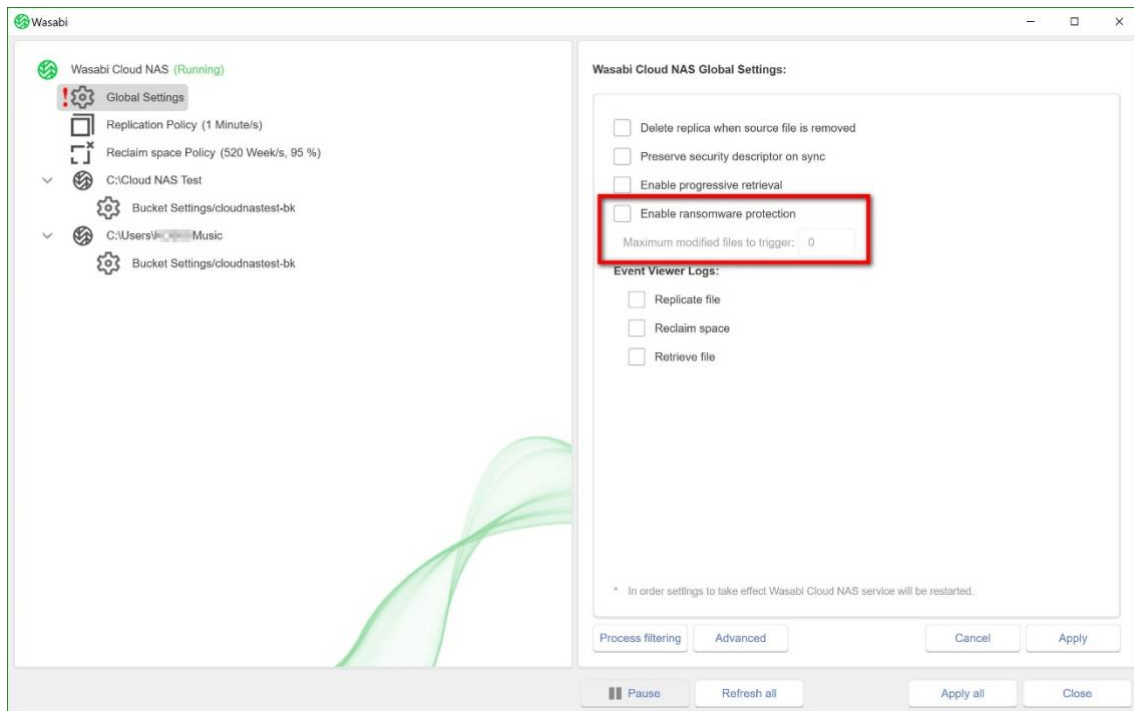 Wasabi
Wasabi Cloud NAS (Running)
Global Settings
Replication Policy (1 Minute/s)
Reclaim space Policy (520 Week/s, 95 %)
C:\Cloud NAS Test
Bucket Settings/cloudnastest-bk
C:\Users\ Music
Bucket Settings/cloudnastest-bk
Wasabi Cloud NAS Global Settings:
Delete replica when source file is removed
Preserve security descriptor on sync
Enable progressive retrieval
Enable ransomware protection
Maximum modified files to trigger: 0
Event Viewer Logs:
Replicate file
Reclaim space
Retrieve file
* In order settings to take effect Wasabi Cloud NAS service will be restarted.
Process filtering Advanced Cancel Apply
Pause Refresh all Apply all Close